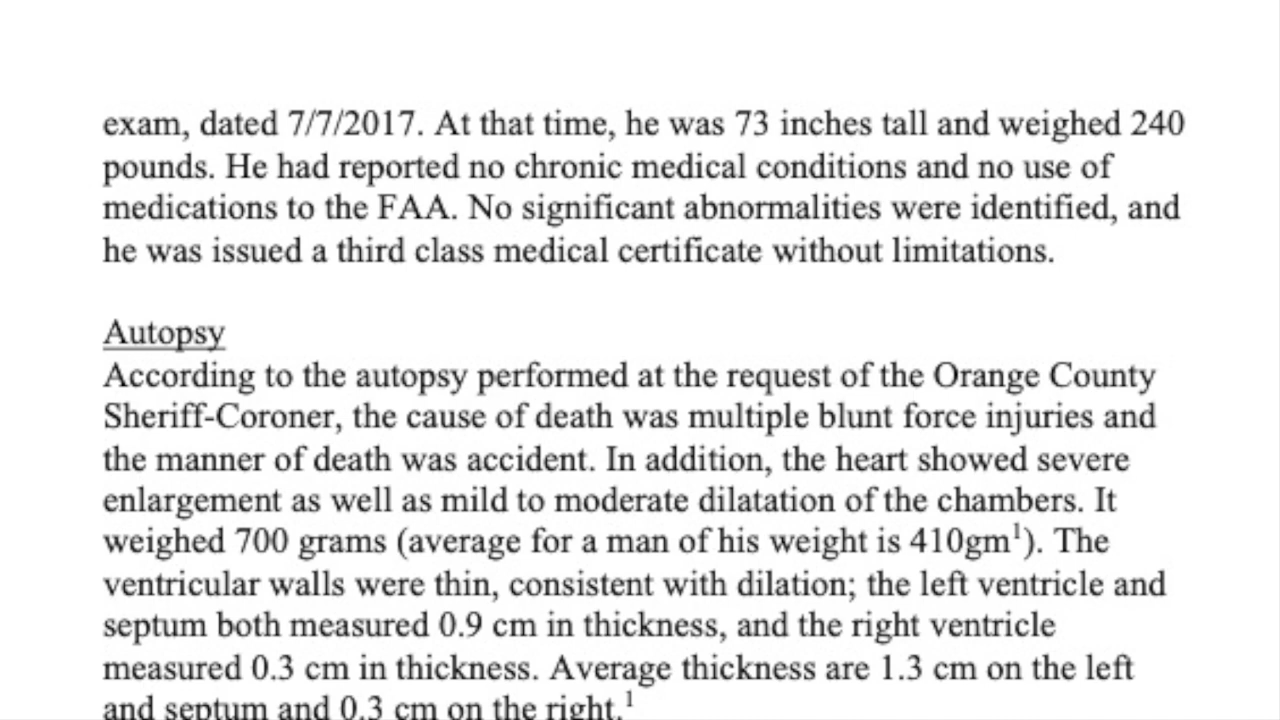 exam, dated 7/7/2017. At that time, he was 73 inches tall and weighed 240
pounds. He had reported no chronic medical conditions and no use of
medications to the FAA. No significant abnormalities were identified, and
he was issued a third class medical certificate without limitations.
Autopsy
According to the autopsy performed at the request of the Orange County
Sheriff-Coroner, the cause of death was multiple blunt force injuries and
the manner of death was accident. In addition, the heart showed severe
enlargement as well as mild to moderate dilatation of the chambers. It
weighed 700 grams (average for a man of his weight is 410gm¹). The
ventricular walls were thin, consistent with dilation; the left ventricle and
septum both measured 0.9 cm in thickness, and the right ventricle
measured 0.3 cm in thickness. Average thickness are 1.3 cm on the left
and septum and 0.3 cm on the right.¹